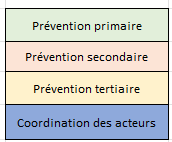 Prévention primaire
Prévention secondaire
Prévention tertiaire
Coordination des acteurs